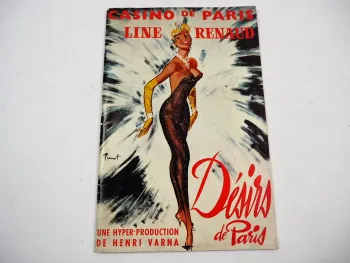 CASINO DE PARIS
LINE RENAUD
Désirs
de Paris
UNE HYPER-PRODUCTION
DE HENRI VARNA